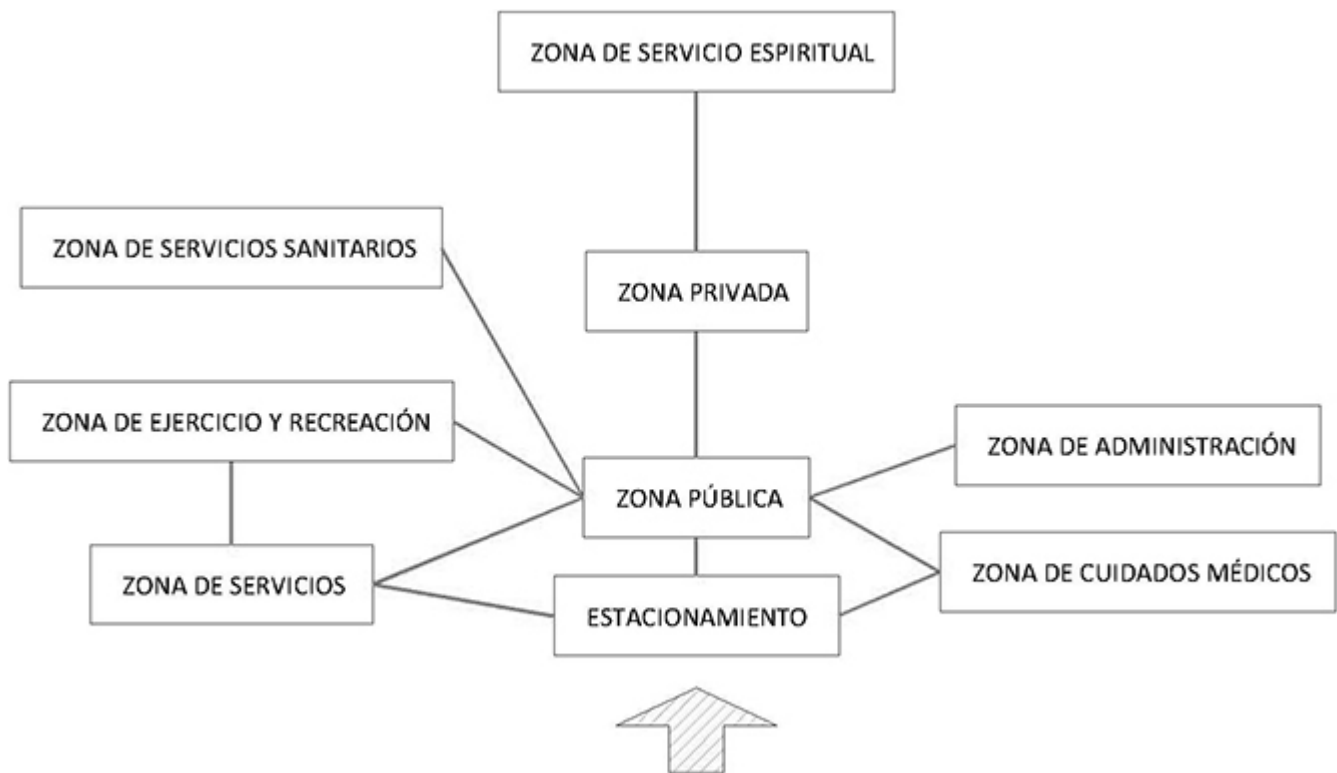 ZONA DE SERVICIO ESPIRITUAL
ZONA DE SERVICIOS SANITARIOS
ZONA PRIVADA
ZONA DE EJERCICIO Y RECREACIÓN
ZONA DE ADMINISTRACIÓN
ZONA PÚBLICA
ZONA DE CUIDADOS MÉDICOS
ZONA DE SERVICIOS
ESTACIONAMIENTO